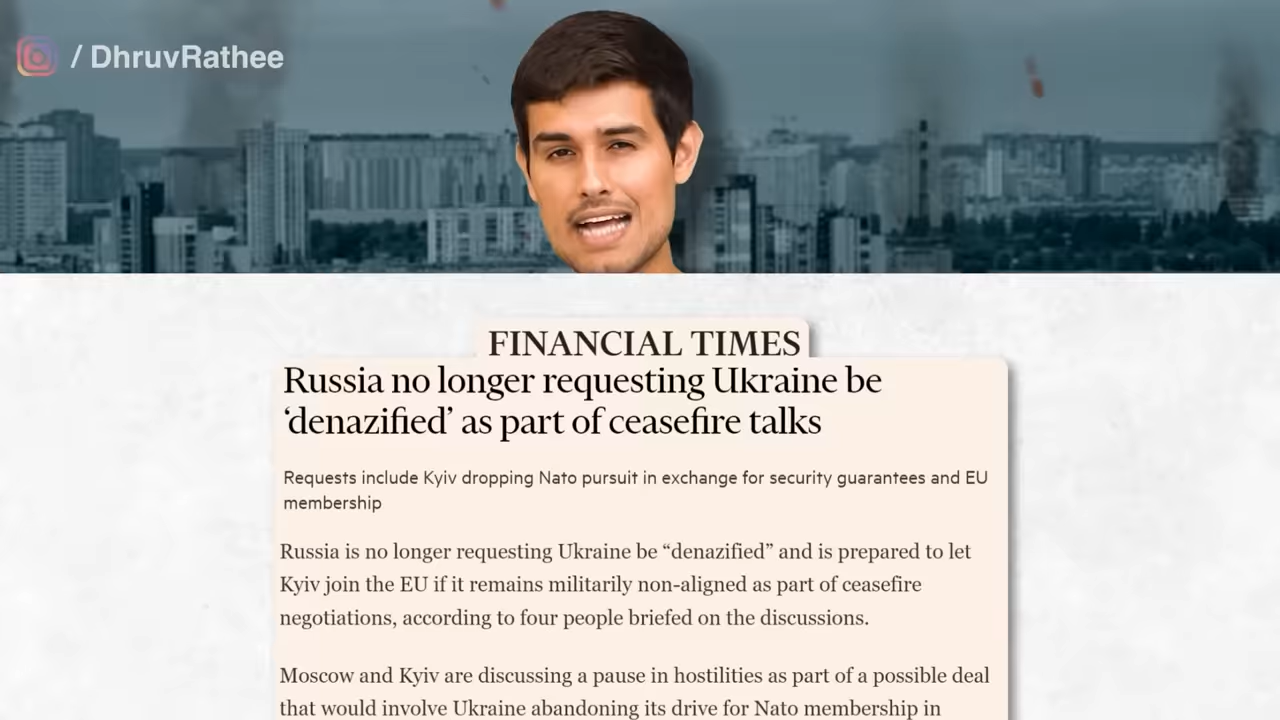 / DhruvRathee
FINANCIAL TIMES
Russia no longer requesting Ukraine be
‘denazified’ as part of ceasefire talks
Requests include Kyiv dropping Nato pursuit in exchange for security guarantees and EU
membership
Russia is no longer requesting Ukraine be “denazified” and is prepared to let
Kyiv join the EU if it remains militarily non-aligned as part of ceasefire
negotiations, according to four people briefed on the discussions.
Moscow and Kyiv are discussing a pause in hostilities as part of a possible deal
that would involve Ukraine abandoning its drive for Nato membership in